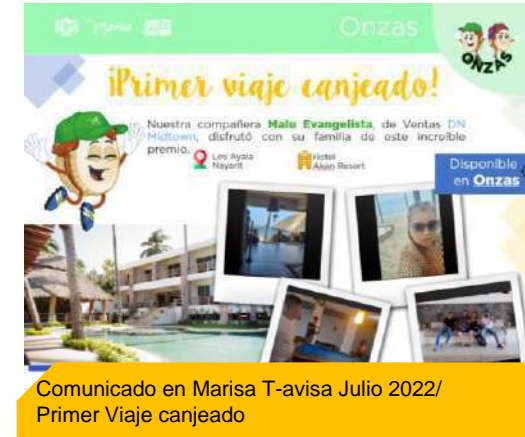 Onzas
ONZAS
¡Primer viaje canjeado!
Nuestra compañera Malu Evangelista, de Ventas DN
Midtown, disfrutó con su familia de este increíble
premio.
Los Ayala
Nayarit
Hotel
Akan Resort
Disponible
en Onzas
Comunicado en Marisa T-avisa Julio 2022/
Primer Viaje canjeado